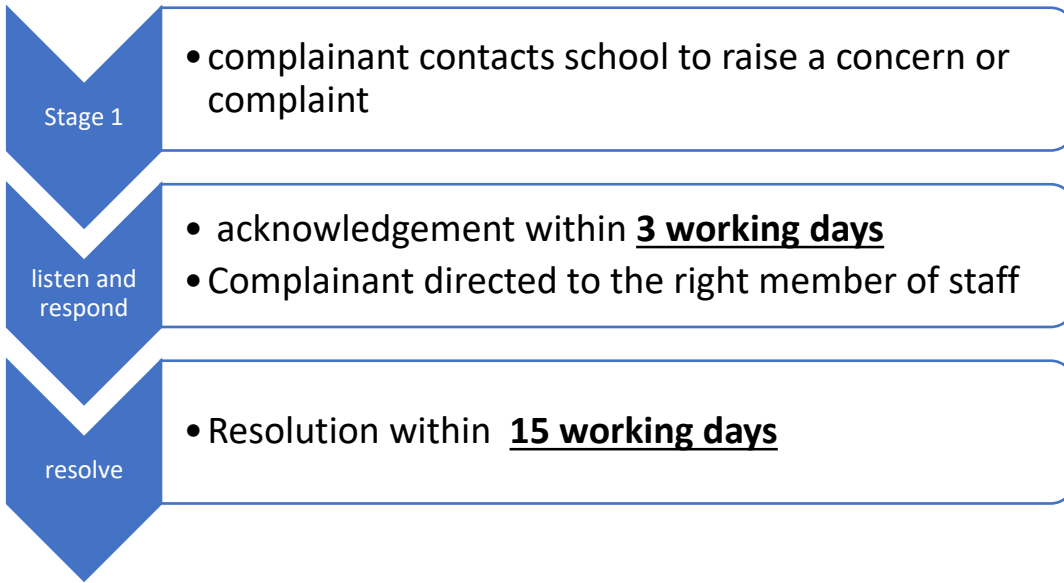 Stage 1
• complainant contacts school to raise a concern or
complaint
listen and
respond
• acknowledgement within 3 working days
• Complainant directed to the right member of staff
resolve
• Resolution within 15 working days